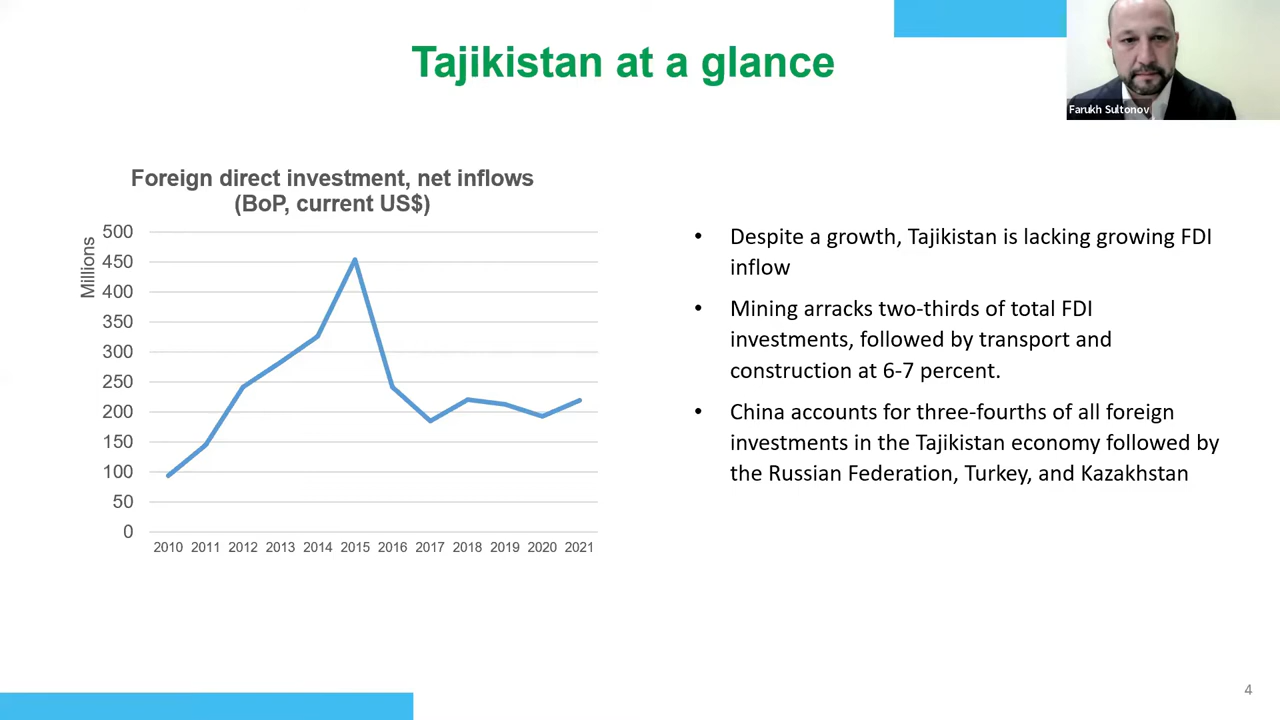 Tajikistan at a glance
Farukh Sultonov
Foreign direct investment, net inflows
(BoP, current US$)
Millions
500
450
400
350
300
250
200
150
100
50
0
2010 2011 2012 2013 2014 2015 2016 2017 2018 2019 2020 2021
• Despite a growth, Tajikistan is lacking growing FDI
inflow
• Mining arracks two-thirds of total FDI
investments, followed by transport and
construction at 6-7 percent.
• China accounts for three-fourths of all foreign
investments in the Tajikistan economy followed by
the Russian Federation, Turkey, and Kazakhstan
4